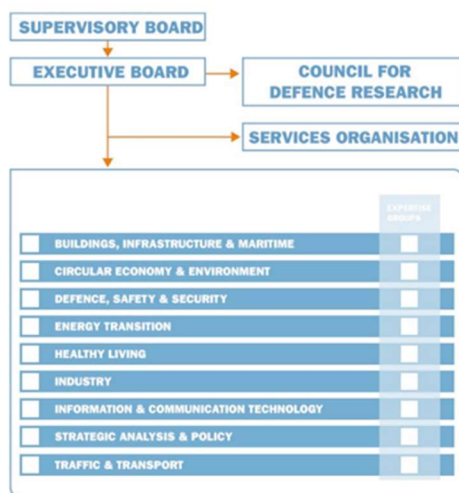 SUPERVISORY BOARD
EXECUTIVE BOARD
COUNCIL FOR
DEFENCE RESEARCH
SERVICES ORGANISATION
EXPERTISE
GROUPS
BUILDINGS, INFRASTRUCTURE & MARITIME
CIRCULAR ECONOMY & ENVIRONMENT
DEFENCE, SAFETY & SECURITY
ENERGY TRANSITION
HEALTHY LIVING
INDUSTRY
INFORMATION & COMMUNICATION TECHNOLOGY
STRATEGIC ANALYSIS & POLICY
TRAFFIC & TRANSPORT